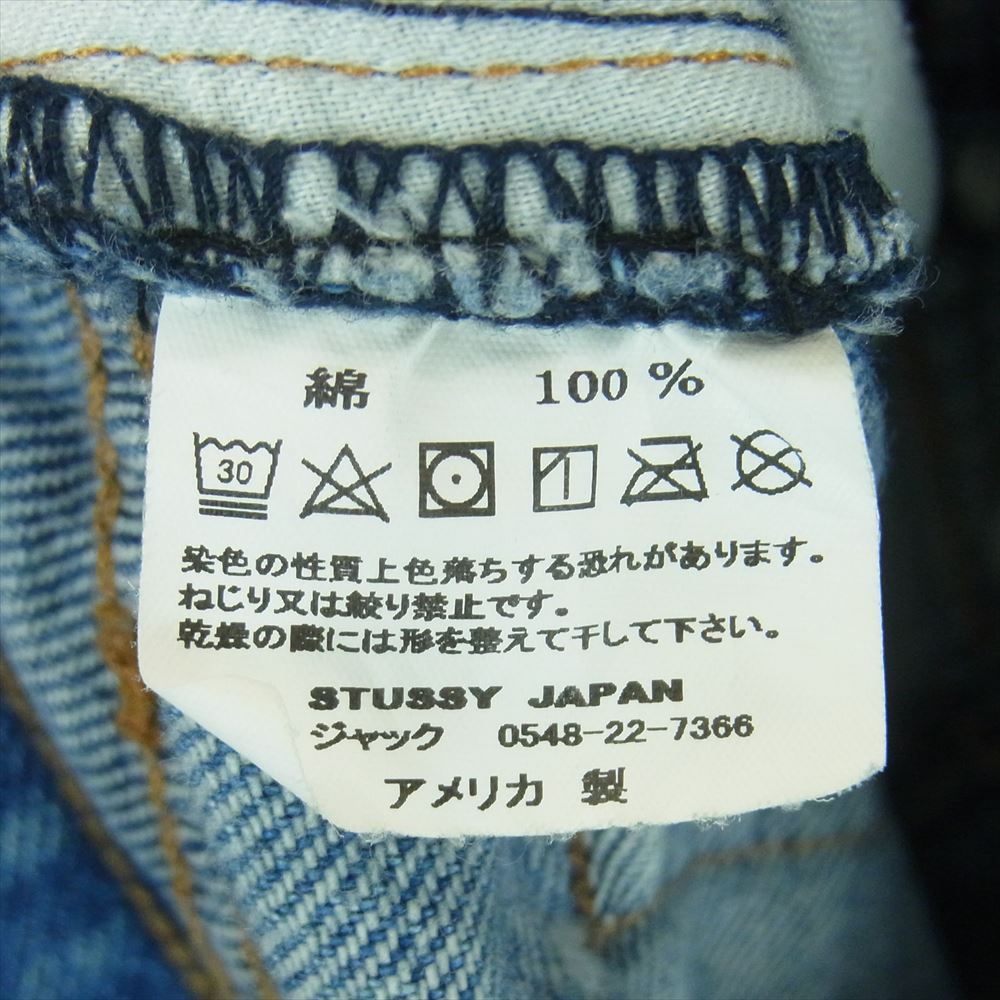 綿 100 %
30
染色の性質上色落ちする恐れがあります。
ねじり又は絞り禁止です。
乾燥の際には形を整えて干して下さい。
STUSSY JAPAN
ジャック 0548-22-7366
アメリカ 製